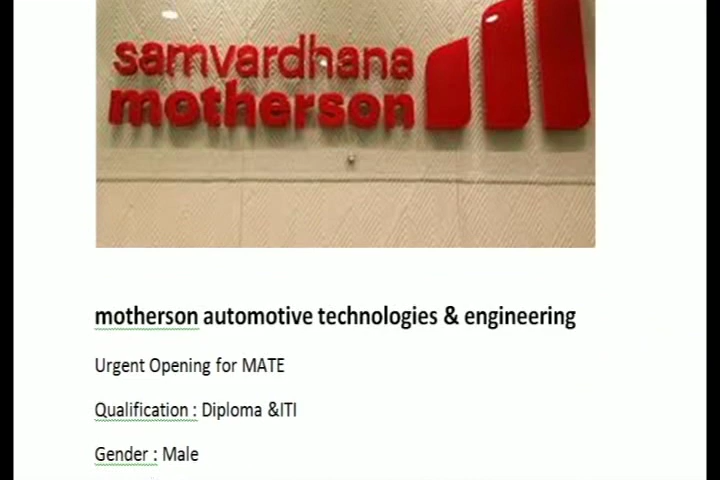 samvardhana
motherson
motherson automotive technologies & engineering
Urgent Opening for MATE
Qualification : Diploma &ITI
Gender : Male